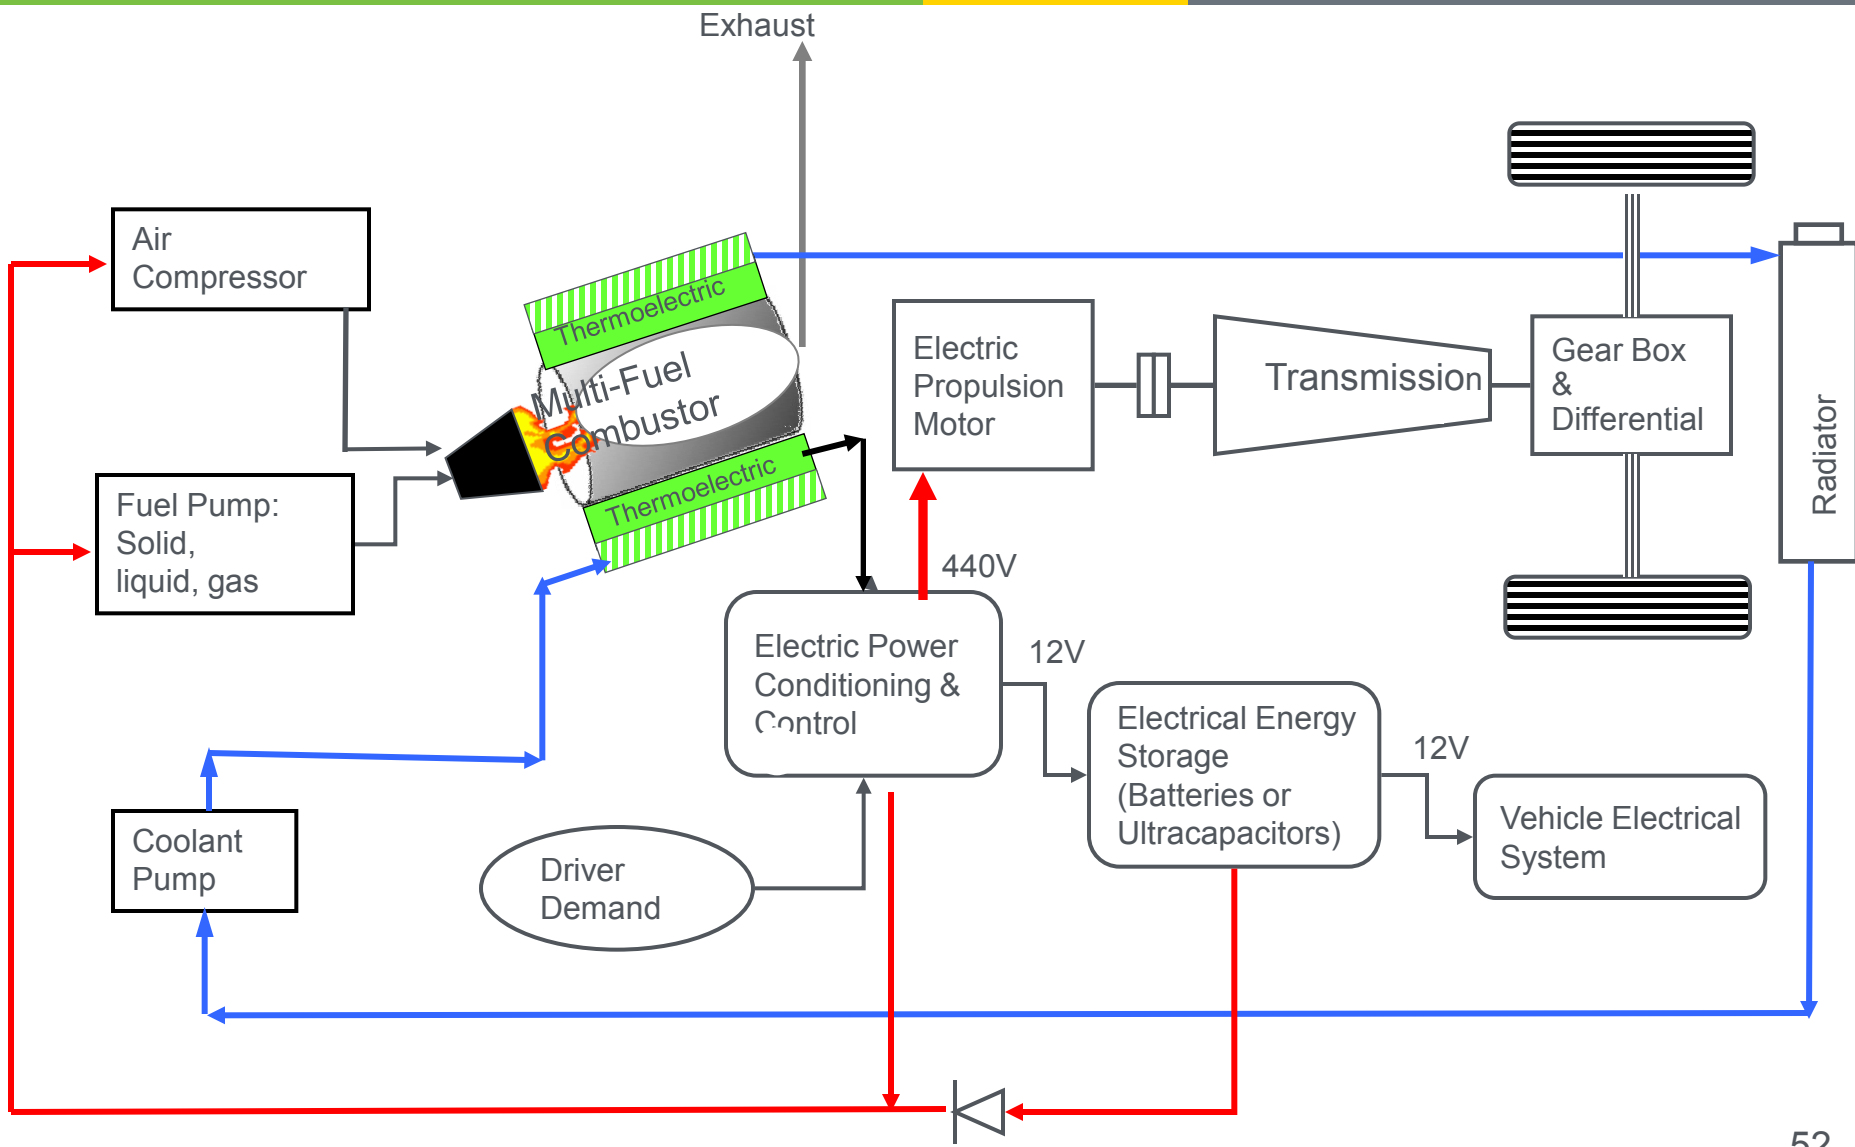 Exhaust
Air
Compressor
Thermoelectric
Multi-Fuel
Combustor
Thermoelectric
Fuel Pump:
Solid,
liquid, gas
Electric
Propulsion
Motor
Transmission
Gear Box
&
Differential
Radiator
440V
Electric Power
Conditioning &
Control
12V
Electrical Energy
Storage
(Batteries or
Ultracapacitors)
12V
Vehicle Electrical
System
Coolant
Pump
Driver
Demand
52